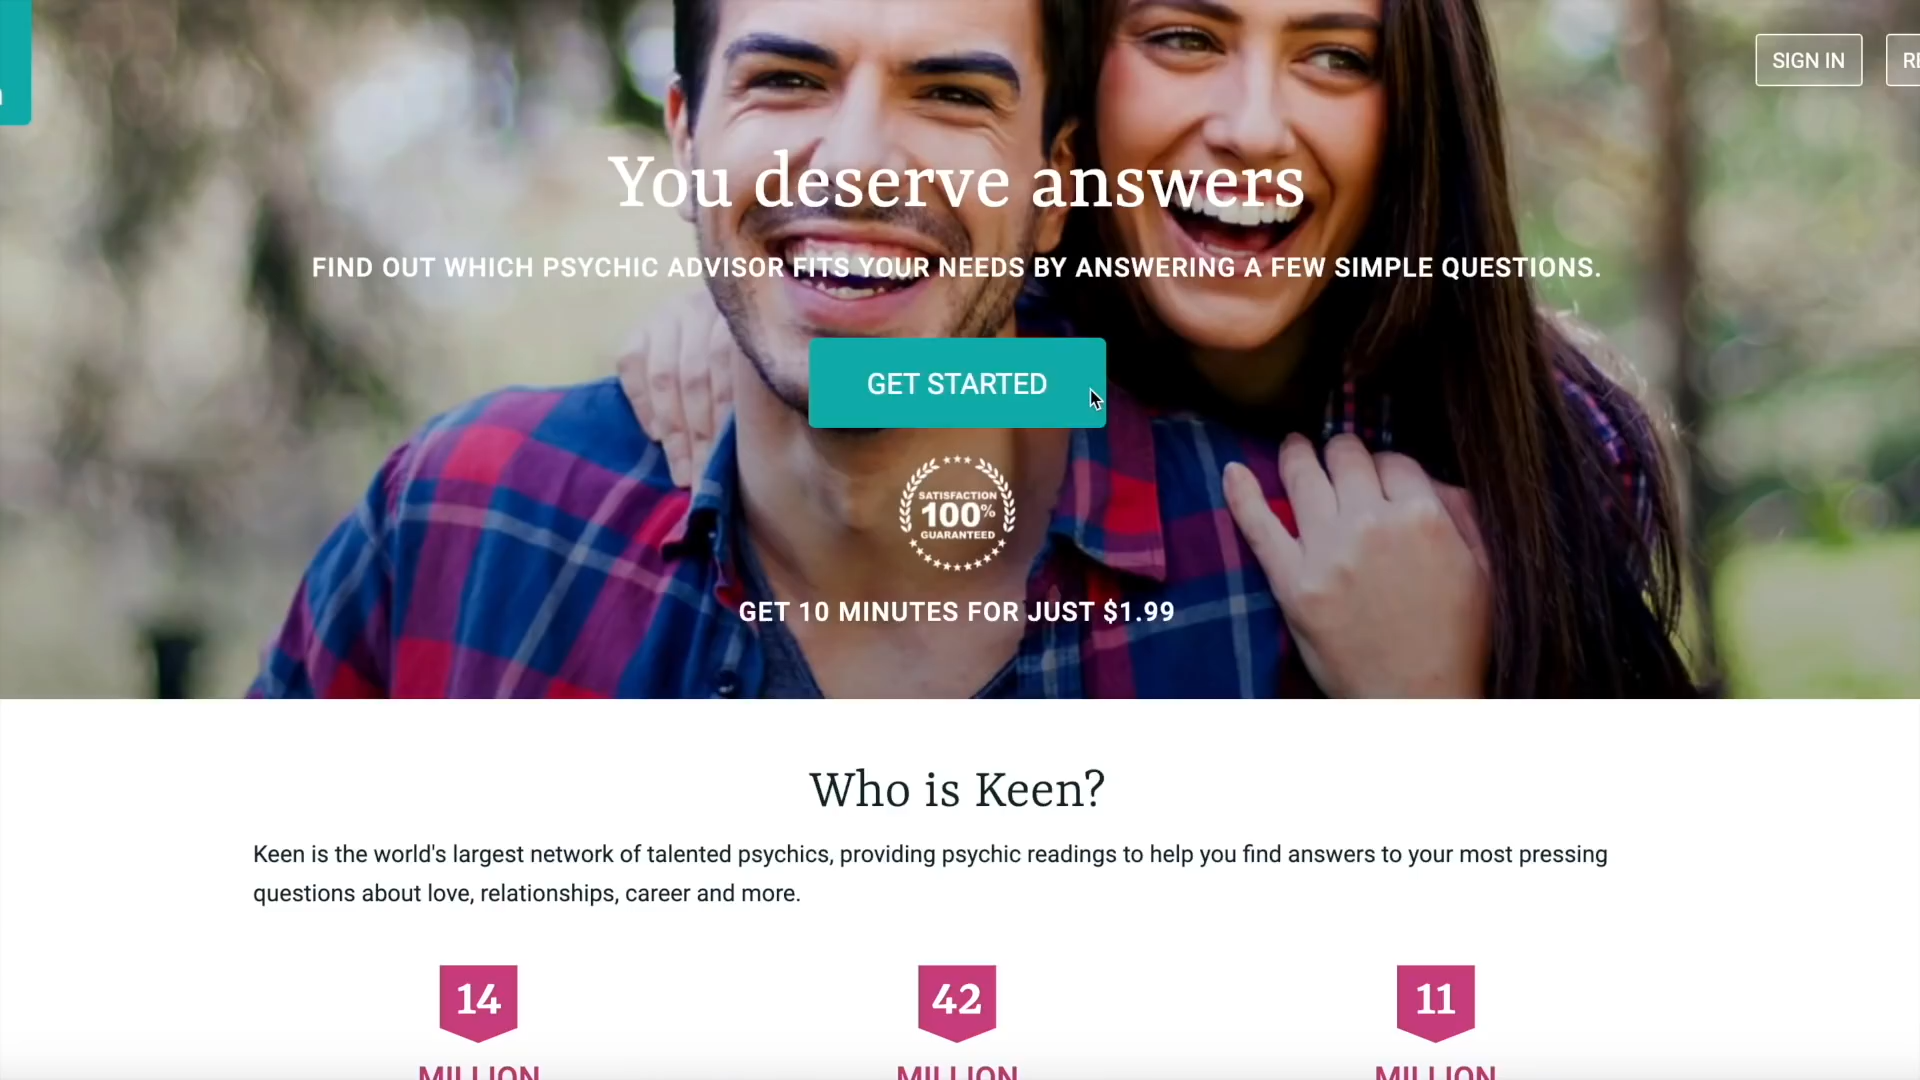 SIGN IN
You deserve answers
FIND OUT WHICH PSYCHIC ADVISOR FITS YOUR NEEDS BY ANSWERING A FEW SIMPLE QUESTIONS.
GET STARTED
SATISFACTION
100%
GUARANTEED
GET 10 MINUTES FOR JUST $1.99
Who is Keen?
Keen is the world's largest network of talented psychics, providing psychic readings to help you find answers to your most pressing
questions about love, relationships, career and more.
14 42 11
MILLION MILLION MILLION